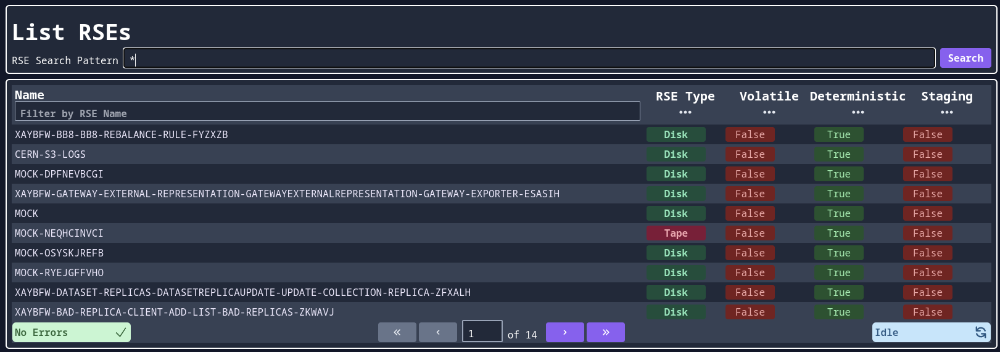 List RSEs
RSE Search Pattern * Search
Name RSE Type Volatile Deterministic Staging
Filter by RSE Name ••• ••• ••• •••
XAYBFW-BB8-BB8-REBALANCE-RULE-FYZXZB Disk False True False
CERN-S3-LOGS Disk False True False
MOCK-DPFNEVBCGI Disk False True False
XAYBFW-GATEWAY-EXTERNAL-REPRESENTATION-GATEWAYEXTERNALREPRESENTATION-GATEWAY-EXPORTER-ESASIH Disk False True False
MOCK Disk False True False
MOCK-NEQHCINVCI Tape False True False
MOCK-OSYSKJREFB Disk False True False
MOCK-RYEJGFFVHO Disk False True False
XAYBFW-DATASET-REPLICAS-DATASETREPLICAUPDATE-UPDATE-COLLECTION-REPLICA-ZFXALH Disk False True False
XAYBFW-BAD-REPLICA-CLIENT-ADD-LIST-BAD-REPLICAS-ZKWAVJ Disk False True False
No Errors « ‹ 1 of 14 › » Idle